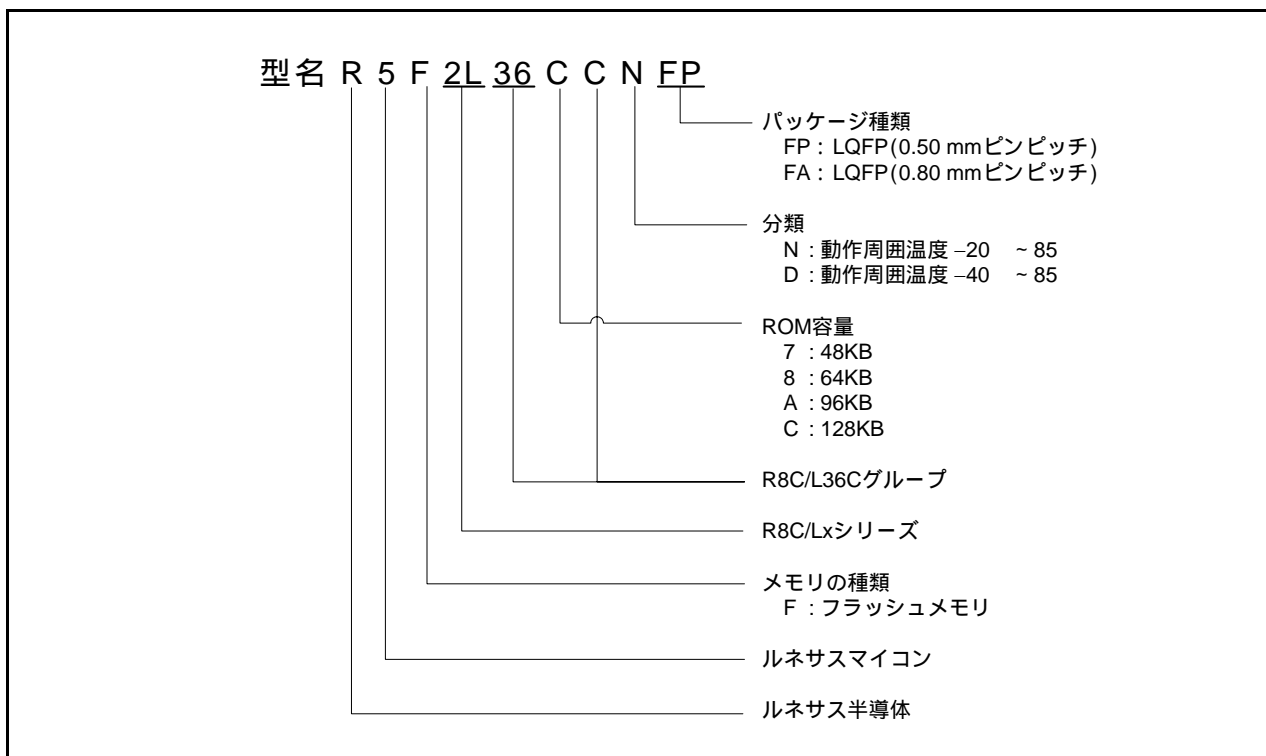 型名 R 5 F 2L 36 C C N FP
パッケージ種類
FP : LQFP(0.50 mmピンピッチ)
FA : LQFP(0.80 mmピンピッチ)
分類
N : 動作周囲温度 –20 ~ 85
D : 動作周囲温度 –40 ~ 85
ROM容量
7 : 48KB
8 : 64KB
A : 96KB
C : 128KB
R8C/L36Cグループ
R8C/Lxシリーズ
メモリの種類
F : フラッシュメモリ
ルネサスマイコン
ルネサス半導体